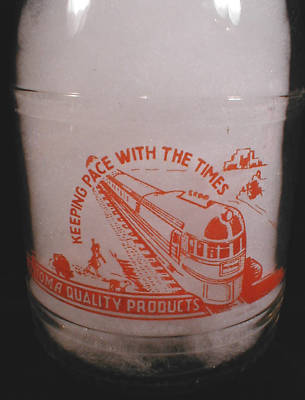 KEEPING PACE WITH THE TIMES
QUALITY PRODUCTS